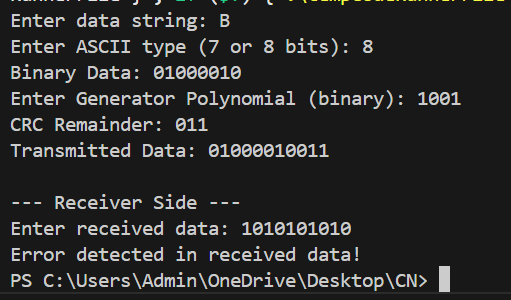 Enter data string: B
Enter ASCII type (7 or 8 bits): 8
Binary Data: 01000010
Enter Generator Polynomial (binary): 1001
CRC Remainder: 011
Transmitted Data: 01000010011
--- Receiver Side ---
Enter received data: 1010101010
Error detected in received data!
PS C:\Users\Admin\OneDrive\Desktop\CN>